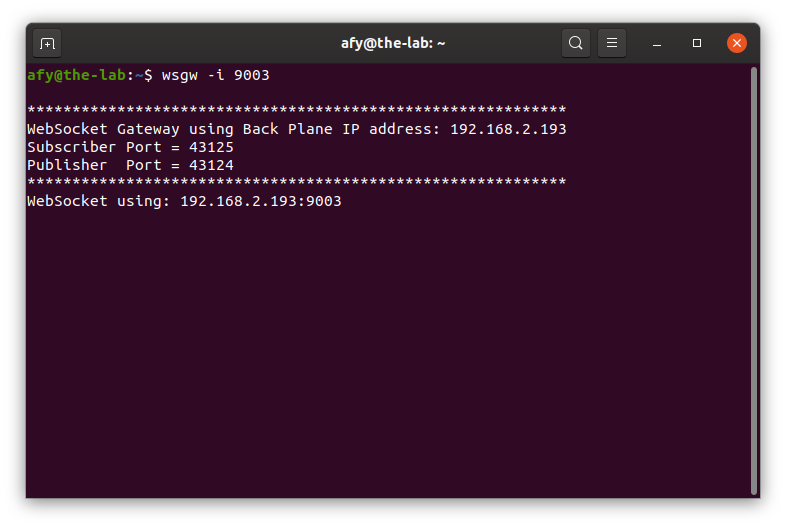 afy@the-lab: ~
afy@the-lab:~$ wsgw -i 9003
************************************************************
WebSocket Gateway using Back Plane IP address: 192.168.2.193
Subscriber Port = 43125
Publisher  Port = 43124
************************************************************
WebSocket using: 192.168.2.193:9003